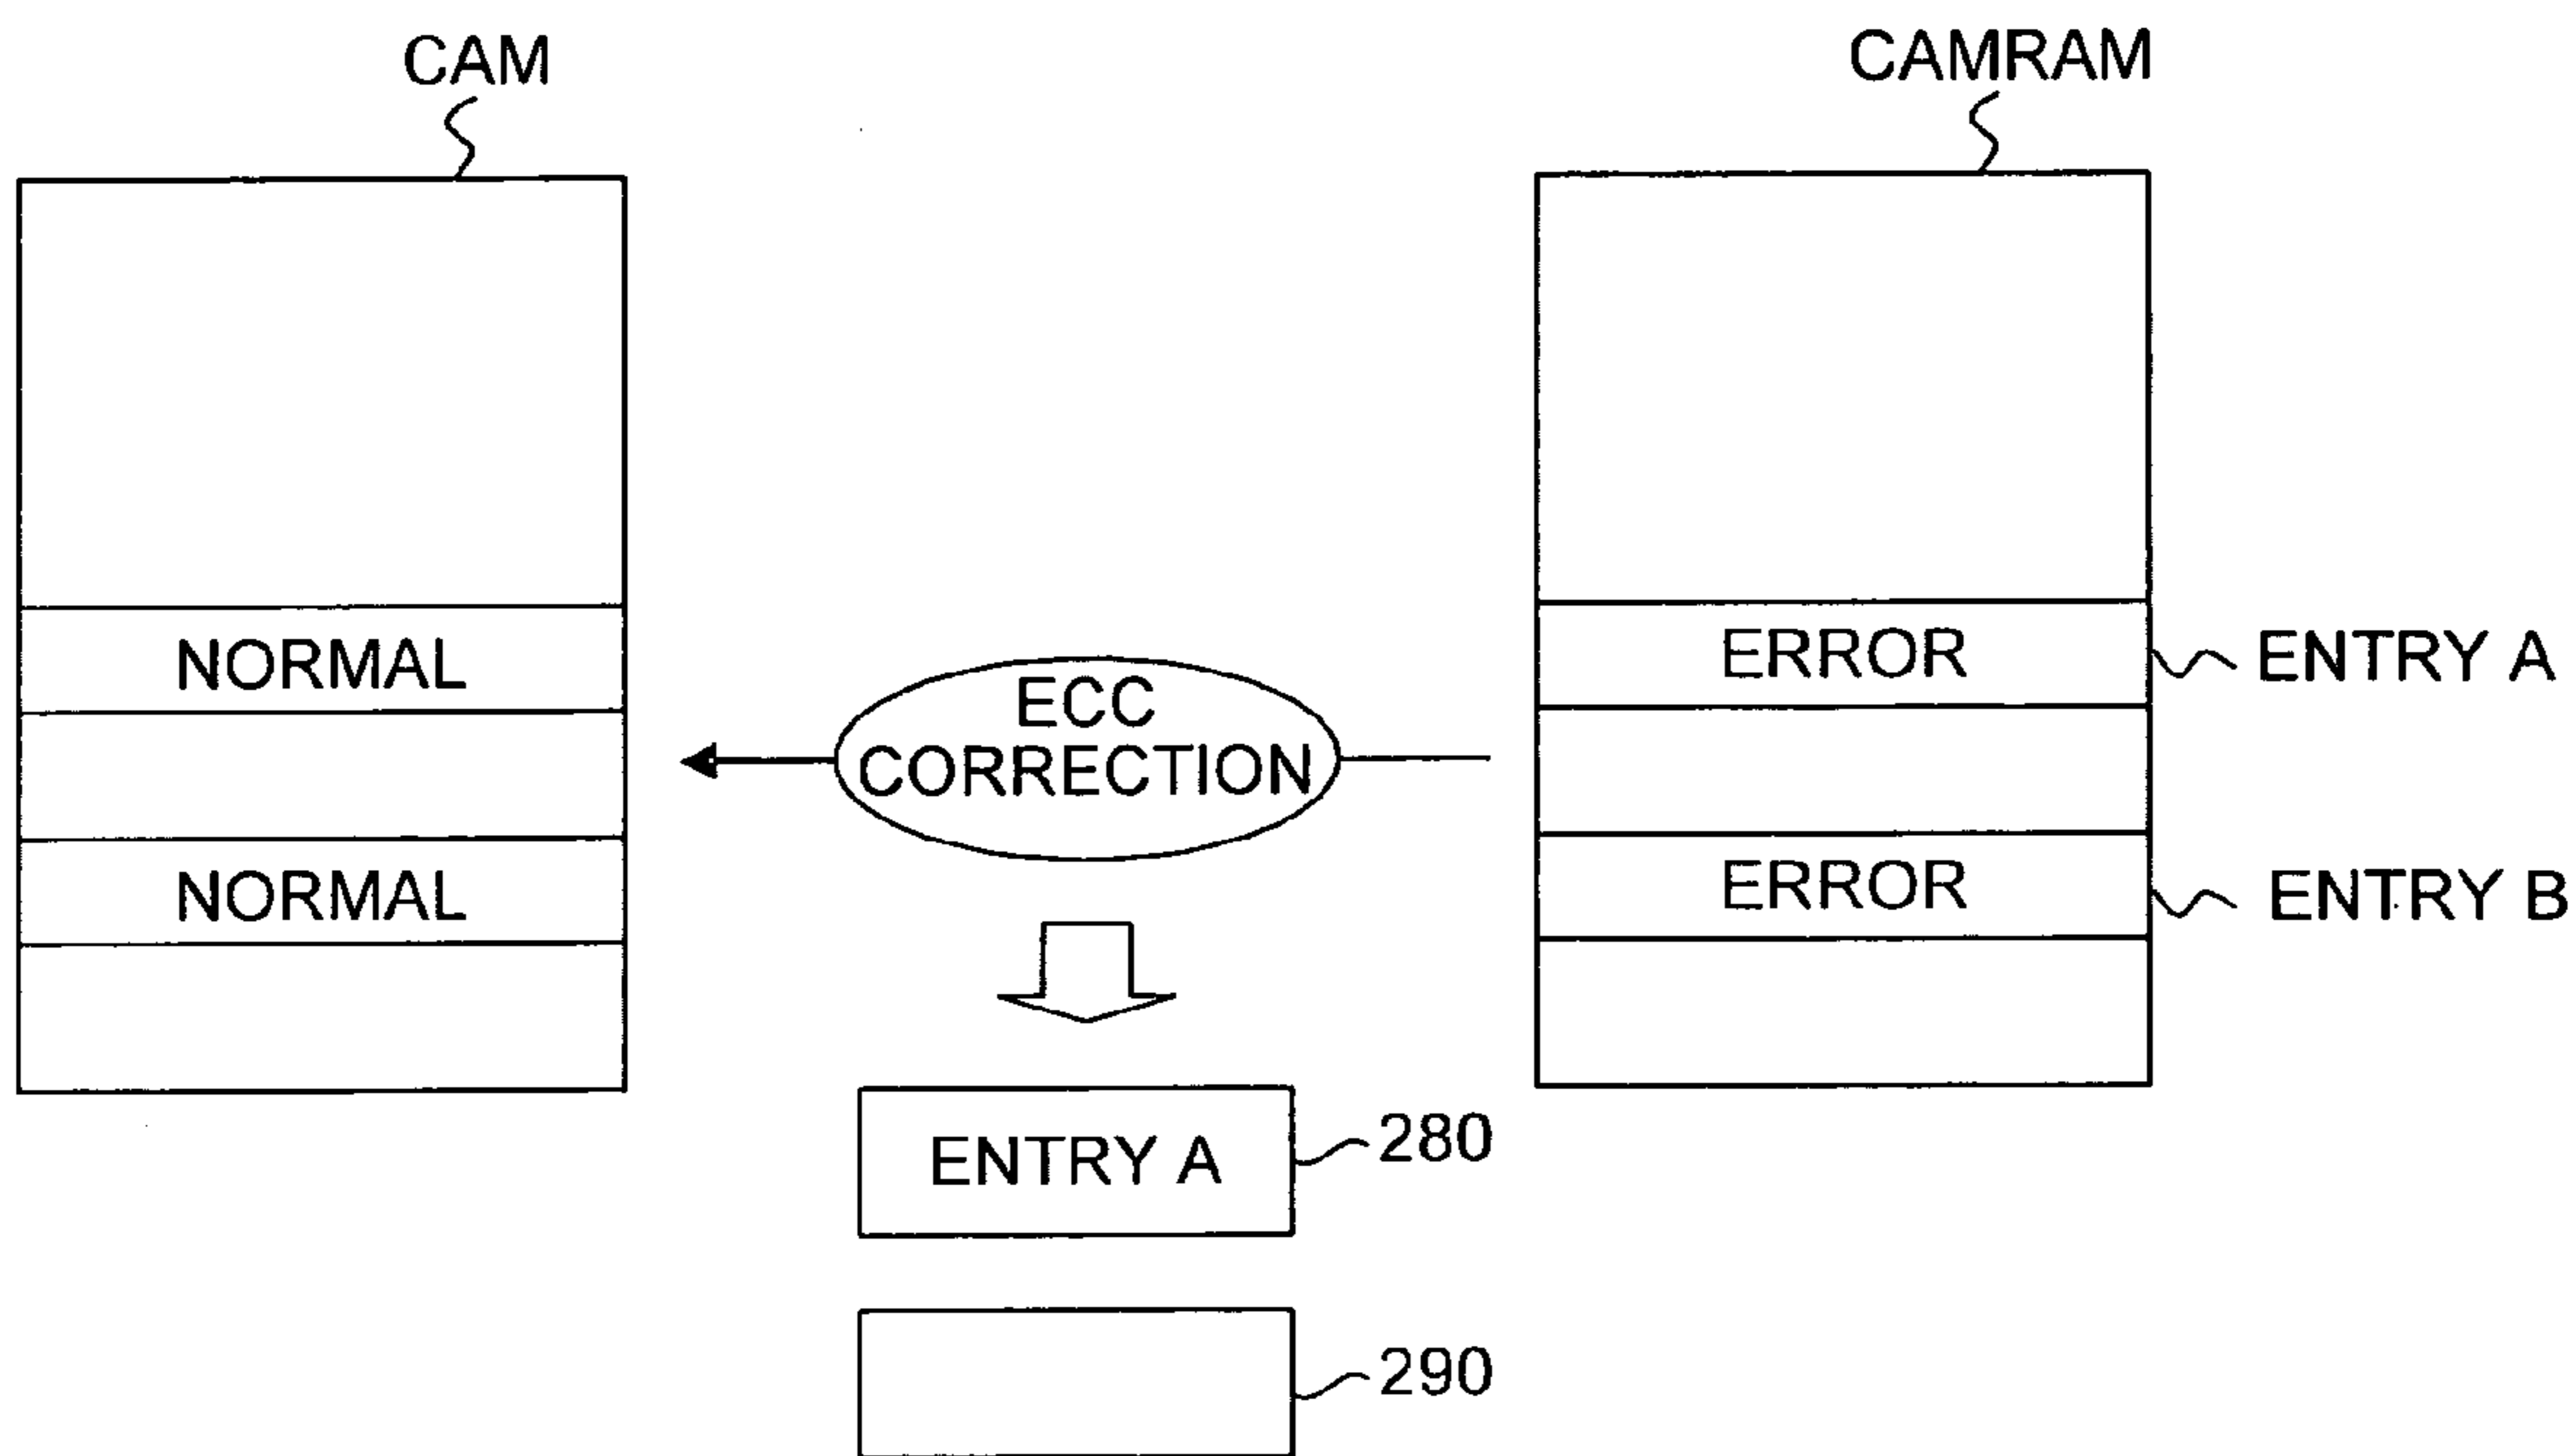 CAM
CAMRAM
NORMAL
ERROR
ENTRY A
ECC
CORRECTION
NORMAL
ERROR
ENTRY B
ENTRY A
280
290